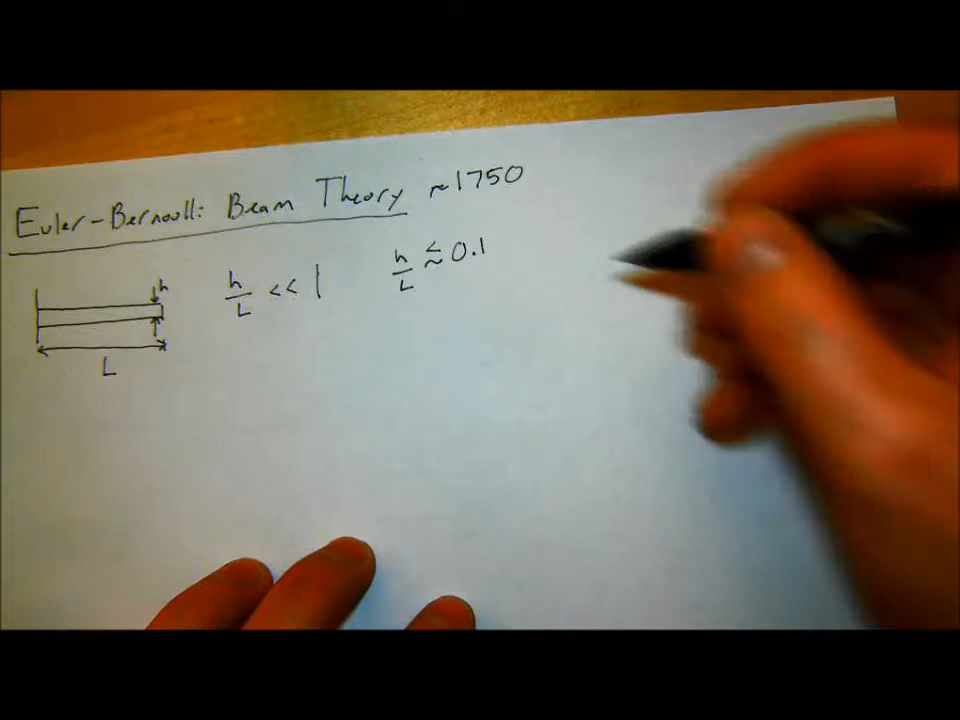 Euler-Bernoulli Beam Theory ~1750
h
h/L << 1
h/L ≲ 0.1
L